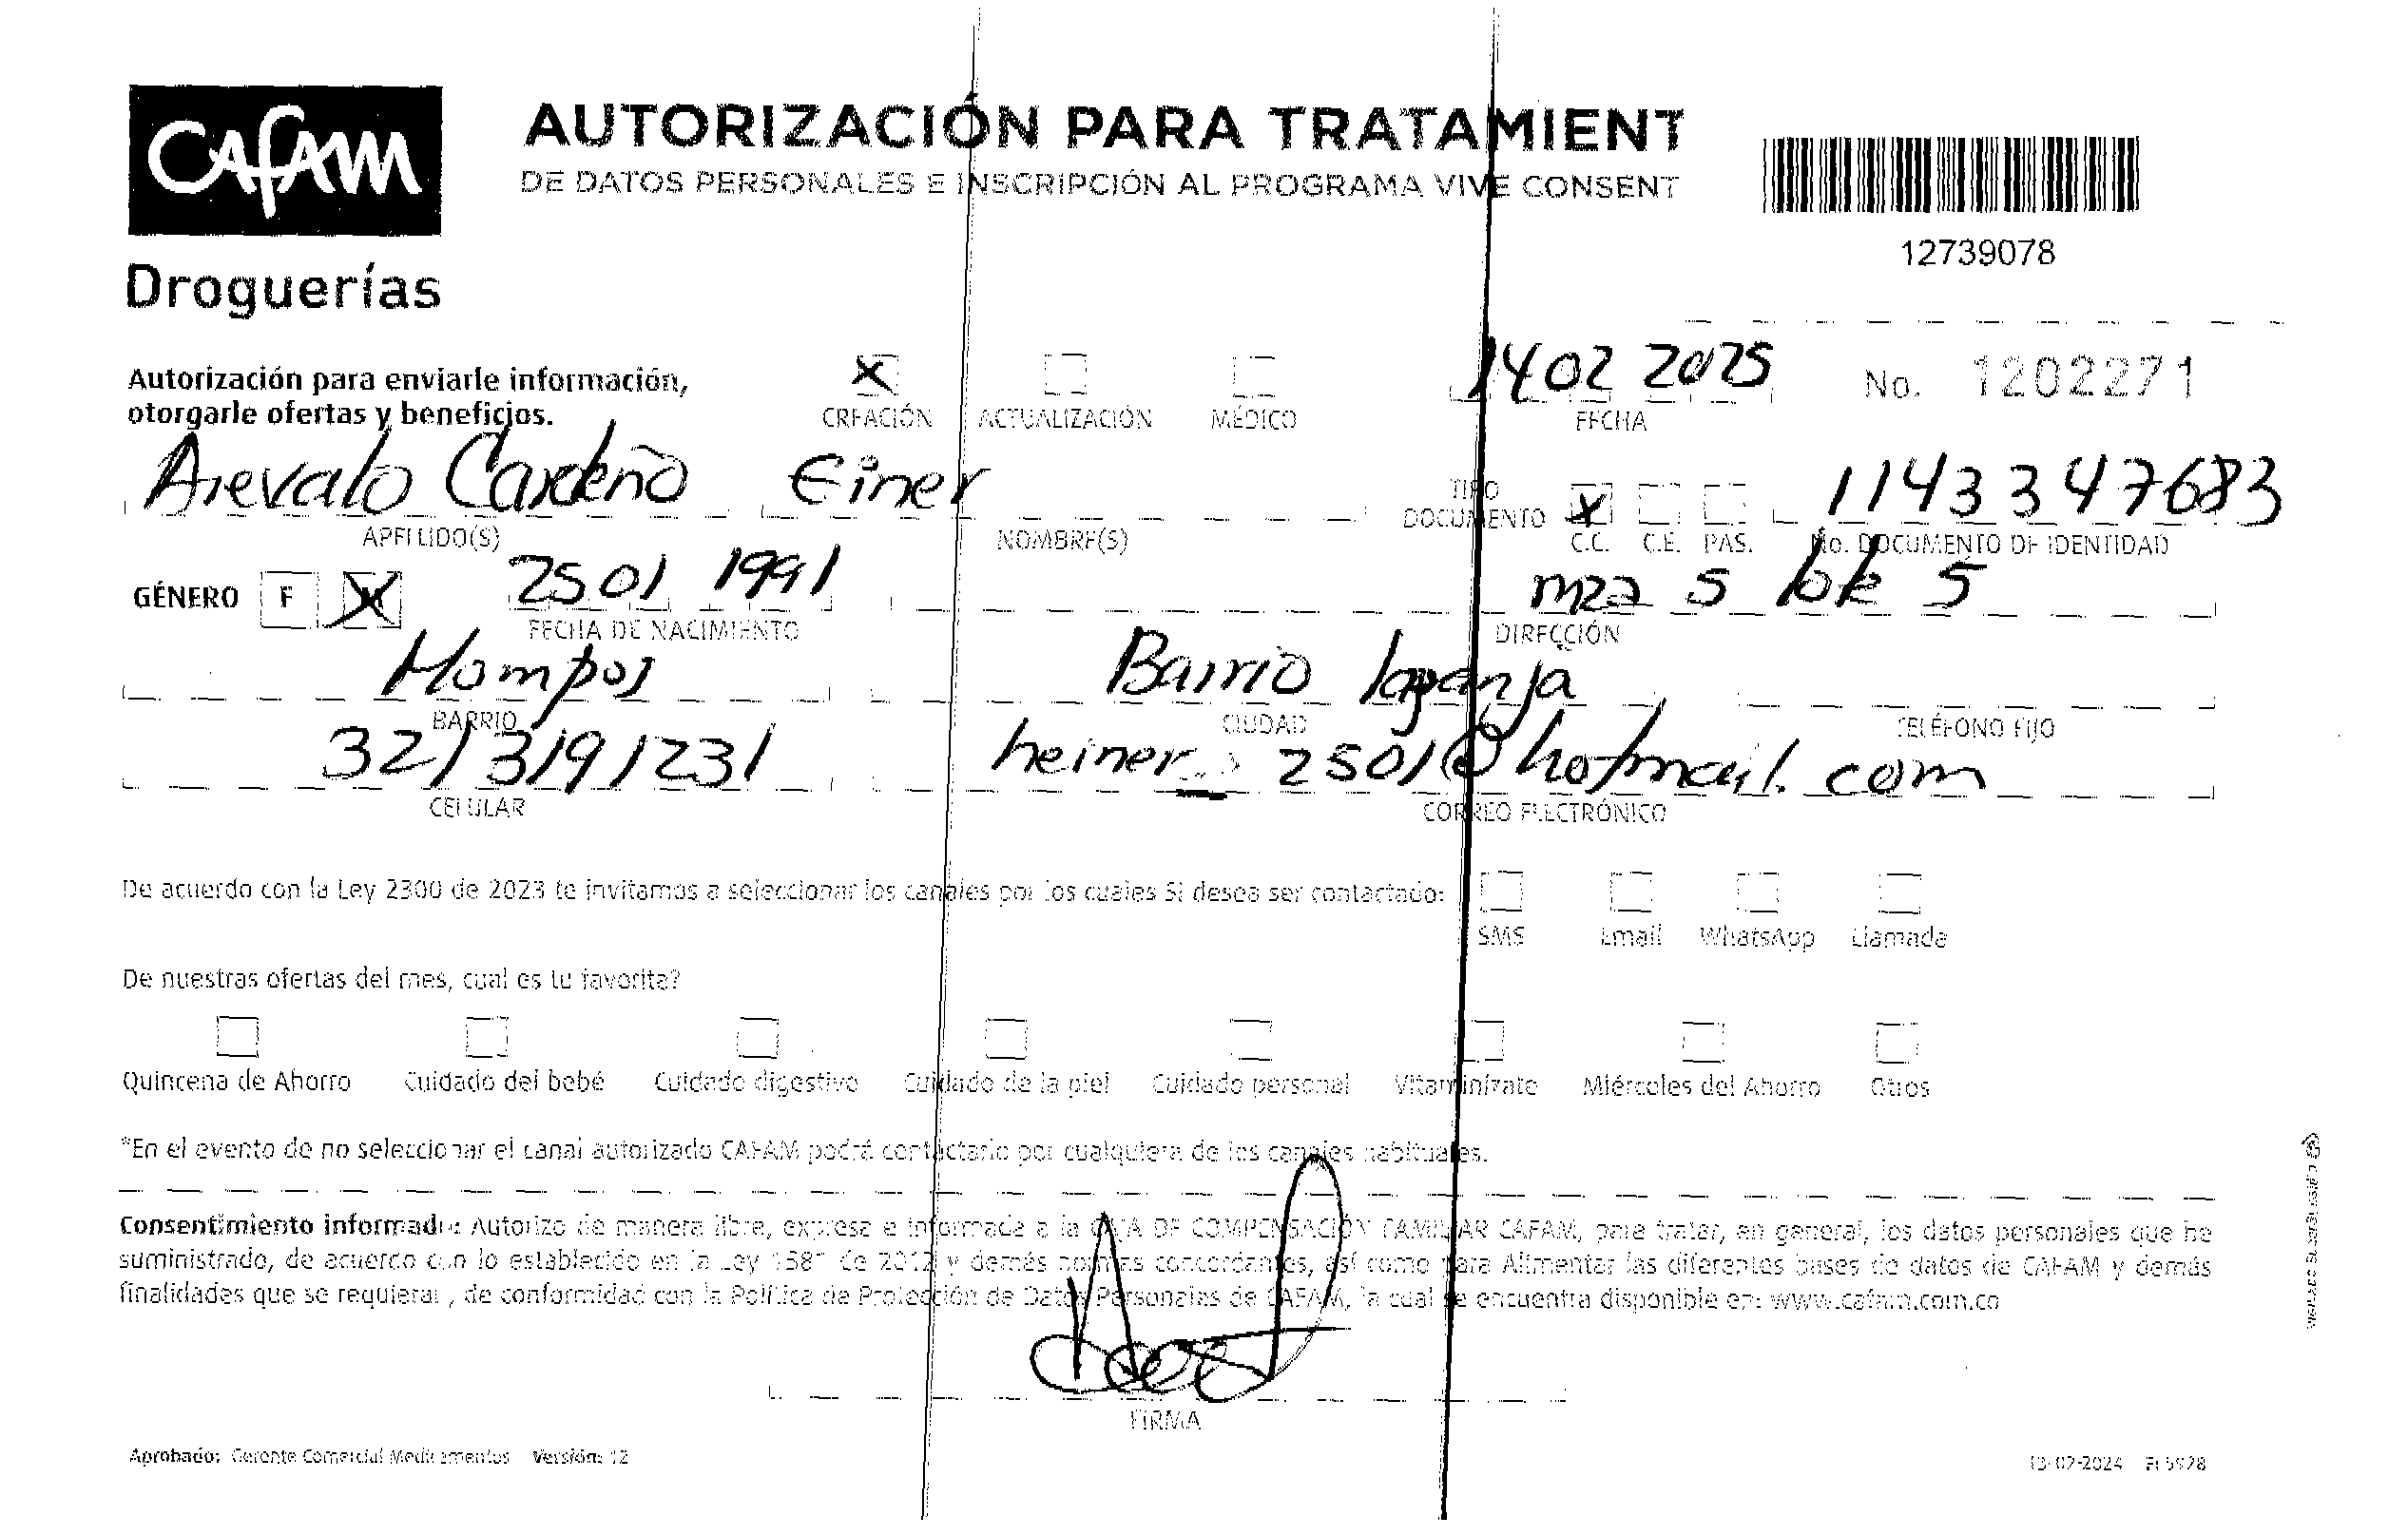 CAFAM
AUTORIZACIÓN PARA TRATAMIENT
DE DATOS PERSONALES E INSCRIPCIÓN AL PROGRAMA VIVE CONSENT
12739078
Droguerías
Autorización para enviarle información,
otorgarle ofertas y beneficios.
CREACIÓN X ACTUALIZACIÓN MÉDICO
14 02 2025
FECHA
No. 1202271
Arevalo Cardeño Einer
APELLIDO(S) NOMBRE(S)
TIPO DOCUMENTO X C.C. C.E. PAS.
1143347683
No. DOCUMENTO DE IDENTIDAD
GÉNERO F X 25 01 1991 mza 5 lote 5
FECHA DE NACIMIENTO DIRECCIÓN
Mompos Barrio
BARRIO CIUDAD TELÉFONO FIJO
3213191231 heiner_2501@hotmail.com
CELULAR CORREO ELECTRÓNICO
De acuerdo con la Ley 2300 de 2023 te invitamos a seleccionar los canales por los cuales Si desea ser contactado:
SMS Email WhatsApp Llamada
De nuestras ofertas del mes, cual es tu favorita?
Quincena de Ahorro Cuidado del bebé Cuidado digestivo Cuidado de la piel Cuidado personal Vitaminízate Miércoles del Ahorro Otros
*En el evento de no seleccionar el canal autorizado CAFAM podrá contactarlo por cualquiera de los canales habituales.
Consentimiento informado: Autorizo de manera libre, expresa e informada a la CAJA DE COMPENSACIÓN FAMILIAR CAFAM, para tratar, en general, los datos personales que he
suministrado, de acuerdo con lo establecido en la Ley 1581 de 2012 y demás normas concordantes, así como para Alimentar las diferentes bases de datos de CAFAM y demás
finalidades que se requieran, de conformidad con la Política de Protección de Datos Personales de CAFAM, la cual se encuentra disponible en: www.cafam.com.co
FIRMA
Aprobado: Gerente Comercial Medicamentos Versión: 12
13-02-2024